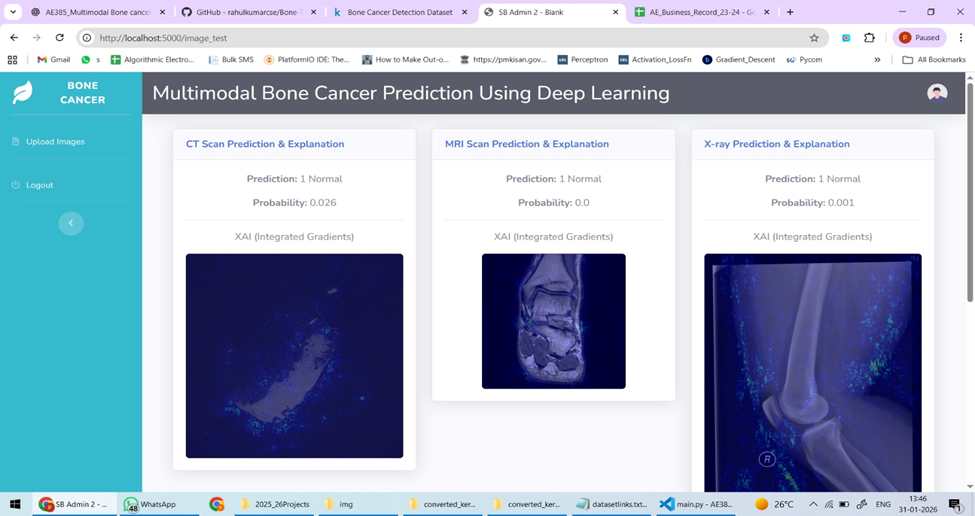 AE385_Multimodal Bone cancer
GitHub - rahulkumarcse/Bone-
Bone Cancer Detection Dataset
SB Admin 2 - Blank
AE_Business_Record_23-24 - Go
http://localhost:5000/image_test
P Paused
Gmail
s
Algorithmic Electro...
Bulk SMS
PlatformIO IDE: The...
How to Make Out-o...
https://pmkisan.gov...
Perceptron
Activation_LossFn
Gradient_Descent
Pycom
» All Bookmarks
BONE CANCER
Multimodal Bone Cancer Prediction Using Deep Learning
Upload Images
Logout
CT Scan Prediction & Explanation
Prediction: 1 Normal
Probability: 0.026
XAI (Integrated Gradients)
MRI Scan Prediction & Explanation
Prediction: 1 Normal
Probability: 0.0
XAI (Integrated Gradients)
X-ray Prediction & Explanation
Prediction: 1 Normal
Probability: 0.001
XAI (Integrated Gradients)
R
SB Admin 2 - ...
48 WhatsApp
2025_26Projects
img
converted_ker...
converted_ker...
datasetlinks.txt...
main.py - AE38...
26°C
ENG
13:46
31-01-2026
1